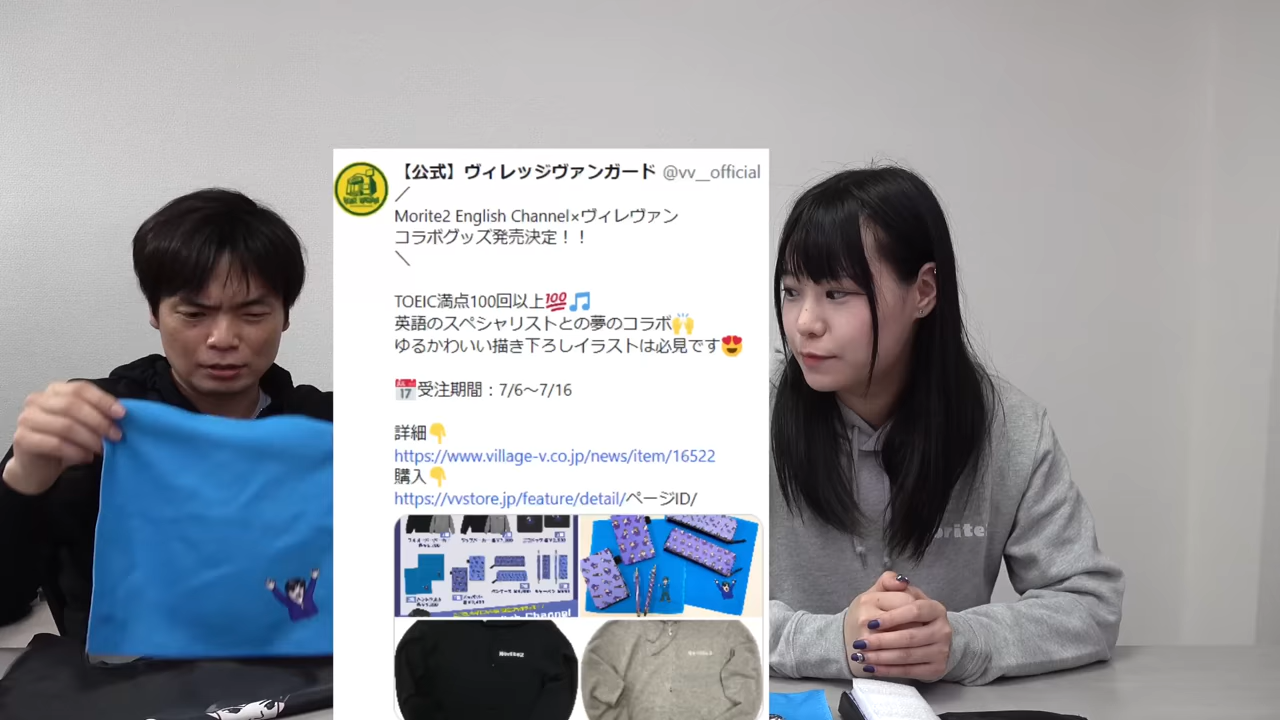 【公式】ヴィレッジヴァンガード @vv__official
／
Morite2 English Channel×ヴィレヴァン
コラボグッズ発売決定！！
＼
TOEIC満点100回以上💯🎵
英語のスペシャリストとの夢のコラボ🙌
ゆるかわいい描き下ろしイラストは必見です😍
📅受注期間：7/6～7/16
詳細👇
https://www.village-v.co.jp/news/item/16522
購入👇
https://vvstore.jp/feature/detail/ページID/
Morite2